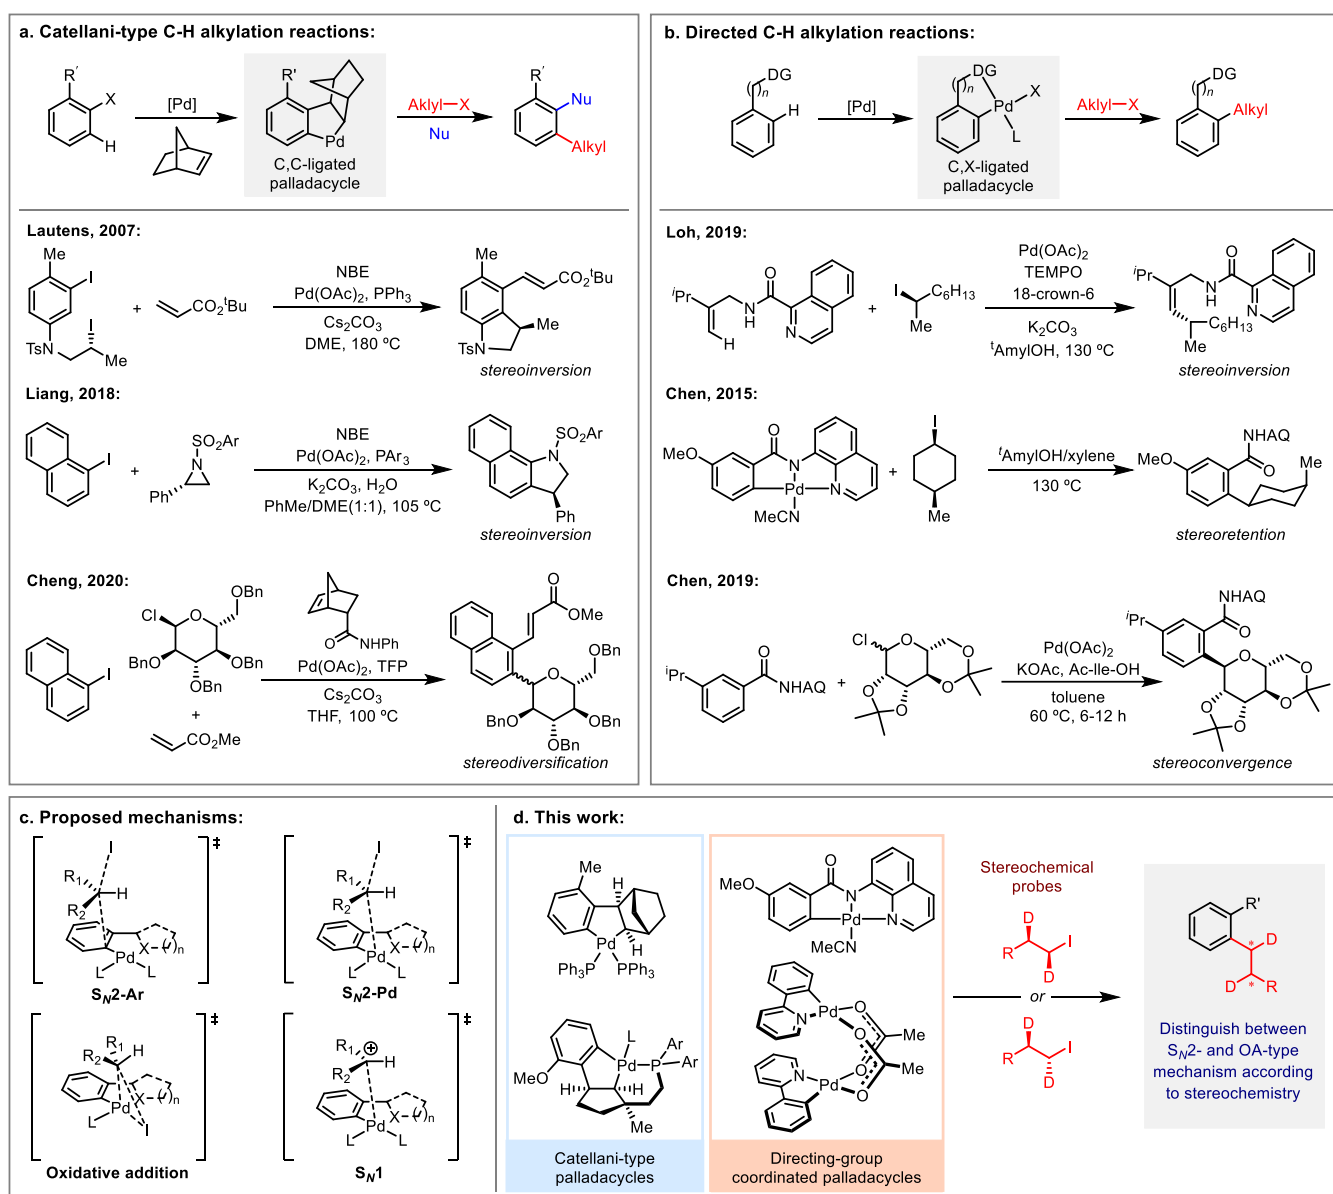 a. Catellani-type C-H alkylation reactions:
R′
X
H
[Pd]
R'
Pd
C,C-ligated
palladacycle
Aklyl—X
Nu
R′
Nu
Alkyl
Lautens, 2007:
Me
I
I
TsN
Me
+
CO2tBu
NBE
Pd(OAc)2, PPh3
Cs2CO3
DME, 180 ºC
Me
CO2tBu
Me
TsN
stereoinversion
Liang, 2018:
I
+
SO2Ar
N
Ph
NBE
Pd(OAc)2, PAr3
K2CO3, H2O
PhMe/DME(1:1), 105 ºC
SO2Ar
N
Ph
stereoinversion
Cheng, 2020:
I
Cl
O
OBn
BnO
OBn
OBn
+
CO2Me
O
NHPh
Pd(OAc)2, TFP
Cs2CO3
THF, 100 ºC
O
OMe
OBn
O
BnO
OBn
OBn
stereodiversification
b. Directed C-H alkylation reactions:
DG
( )n
H
[Pd]
DG
( )n
X
Pd
L
C,X-ligated
palladacycle
Aklyl—X
DG
( )n
Alkyl
Loh, 2019:
iPr
H
NH
O
N
+
I
C6H13
Me
Pd(OAc)2
TEMPO
18-crown-6
K2CO3
tAmylOH, 130 ºC
iPr
N
H
O
N
C6H13
Me
stereoinversion
Chen, 2015:
MeO
O
N
Pd
N
MeCN
+
I
Me
tAmylOH/xylene
130 ºC
NHAQ
O
MeO
Me
stereoretention
Chen, 2019:
iPr
O
NHAQ
+
Cl
O
O
O
O
O
Pd(OAc)2
KOAc, Ac-Ile-OH
toluene
60 ºC, 6-12 h
NHAQ
O
iPr
O
O
O
O
O
stereoconvergence
c. Proposed mechanisms:
I
R1
R2
H
X
( )n
Pd
L
L
‡
SN2-Ar
I
R1
R2
H
X
( )n
Pd
L
L
‡
SN2-Pd
R1
R2
H
X
( )n
Pd
L
I
‡
Oxidative addition
R1
R2
⊕
H
X
( )n
Pd
L
L
‡
SN1
d. This work:
Me
H
H
Pd
Ph3P
PPh3
MeO
L
Pd
P
Ar
Ar
H
H
Me
Catellani-type
palladacycles
MeO
O
N
Pd
N
MeCN
N
Pd
O
O
Me
N
Pd
O
O
Me
Directing-group
coordinated palladacycles
Stereochemical
probes
D
R
I
D
or
D
R
I
D
R'
D
*
D
*
R
Distinguish between
SN2- and OA-type
mechanism according
to stereochemistry